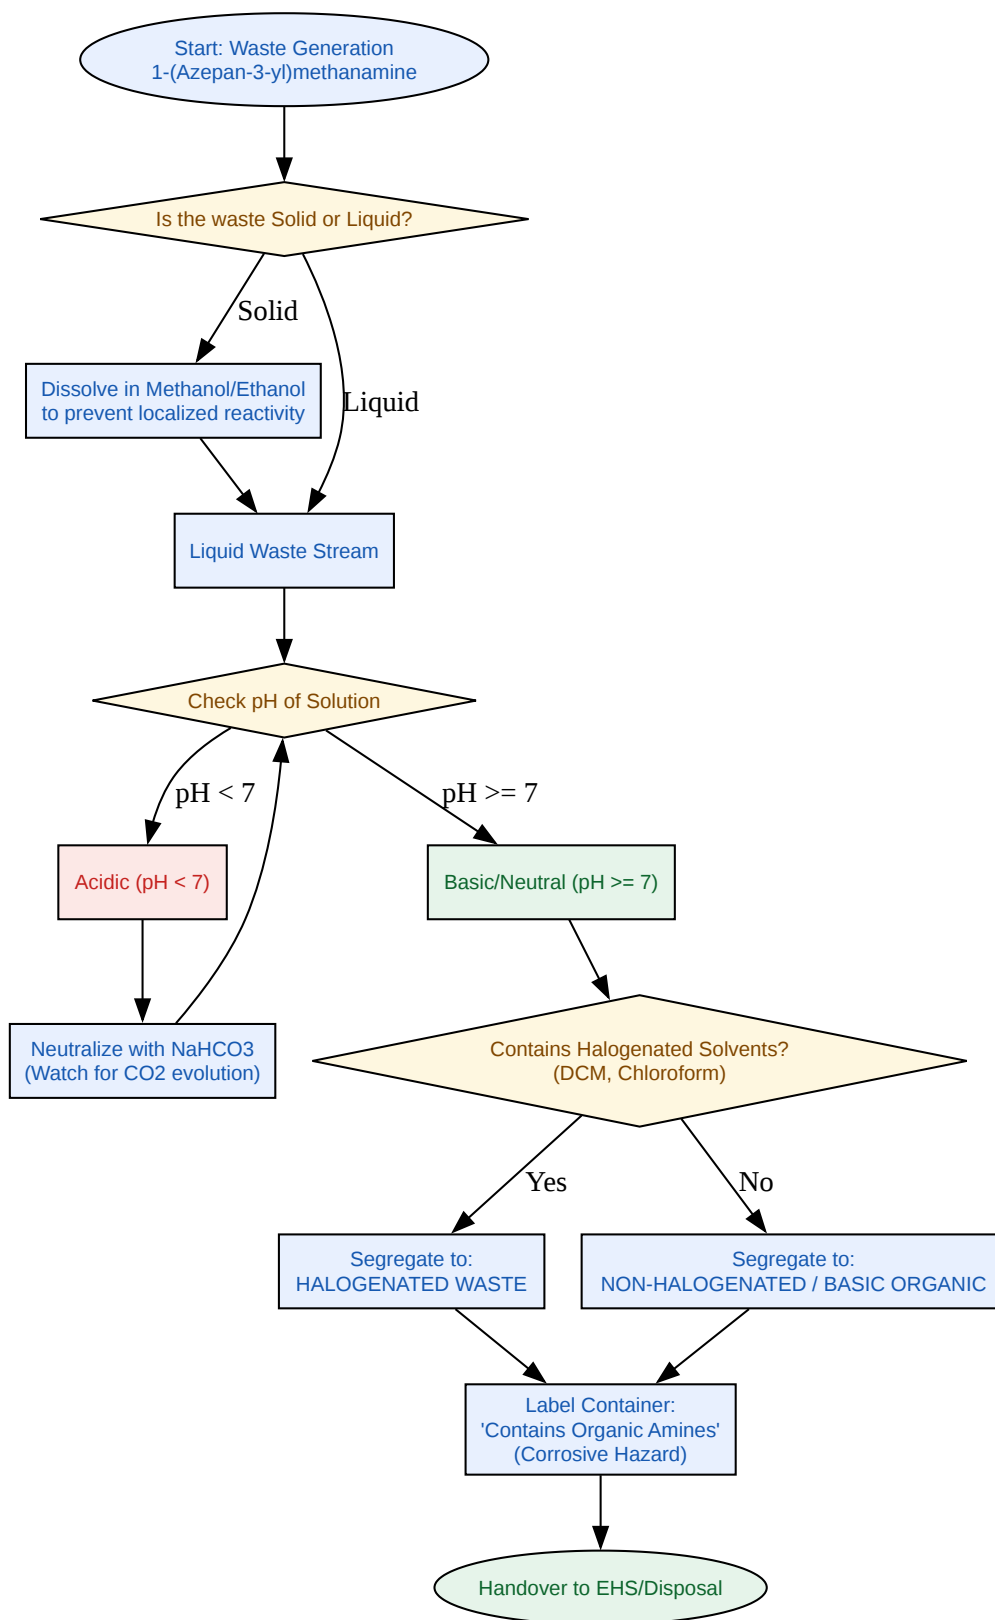 Start: Waste Generation
1-(Azepan-3-yl)methanamine
Is the waste Solid or Liquid?
Solid
Dissolve in Methanol/Ethanol
to prevent localized reactivity
Liquid
Liquid Waste Stream
Check pH of Solution
pH < 7
pH >= 7
Acidic (pH < 7)
Basic/Neutral (pH >= 7)
Neutralize with NaHCO3
(Watch for CO2 evolution)
Contains Halogenated Solvents?
(DCM, Chloroform)
Yes
No
Segregate to:
HALOGENATED WASTE
Segregate to:
NON-HALOGENATED / BASIC ORGANIC
Label Container:
'Contains Organic Amines'
(Corrosive Hazard)
Handover to EHS/Disposal